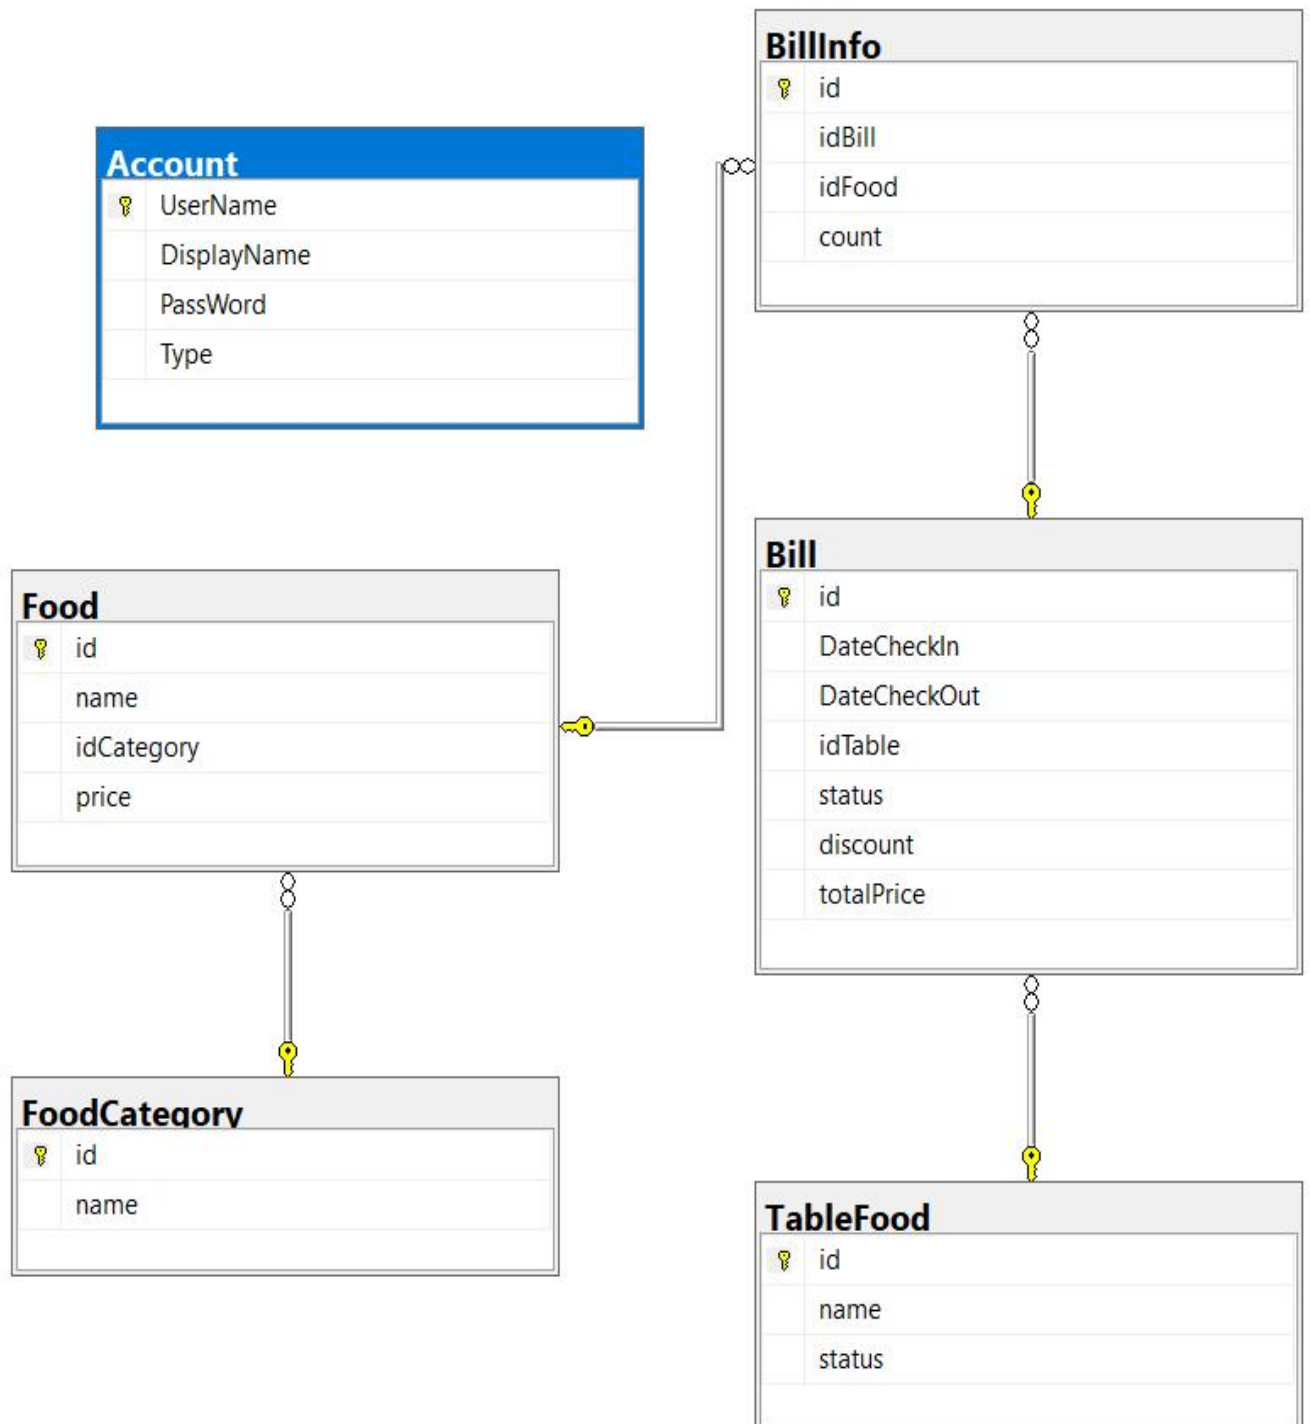 BillInfo
id
idBill
idFood
count
Account
UserName
DisplayName
PassWord
Type
Food
id
name
idCategory
price
Bill
id
DateCheckIn
DateCheckOut
idTable
status
discount
totalPrice
FoodCategory
id
name
TableFood
id
name
status